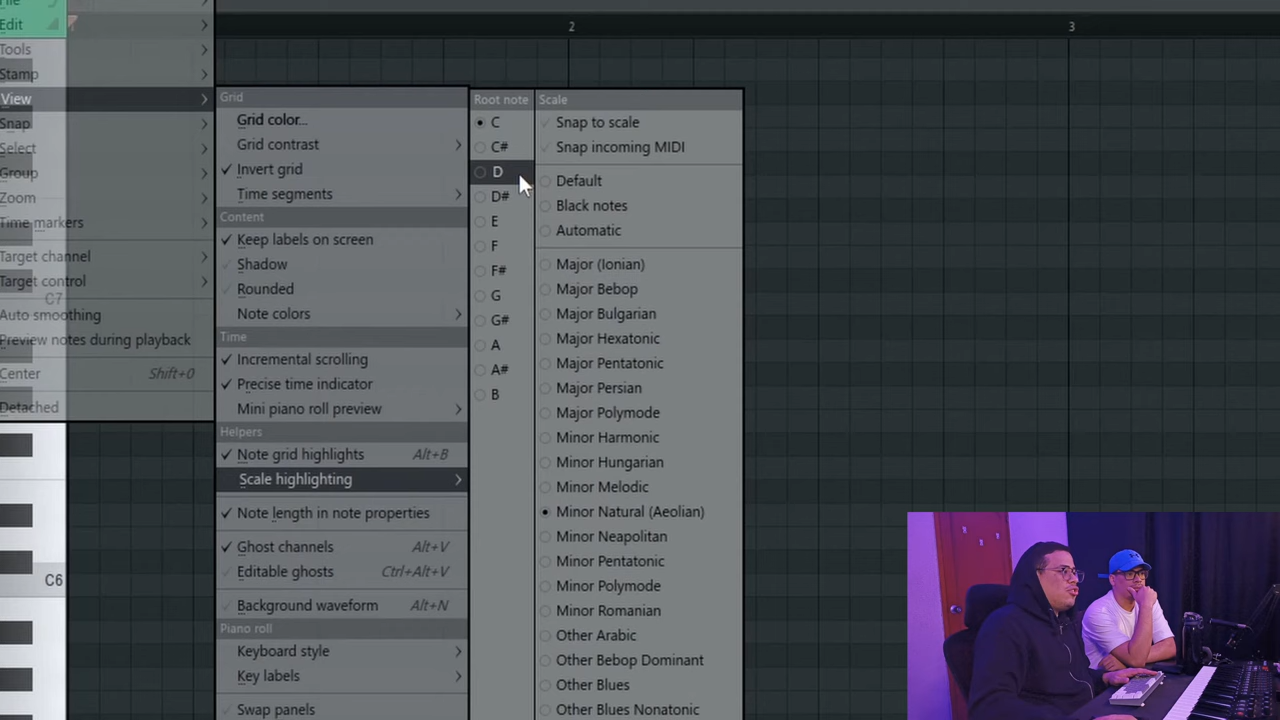 File
Edit
Tools
Stamp
View
Snap
Select
Group
Zoom
Time markers
Target channel
Target control
Auto smoothing
Preview notes during playback
Center Shift+0
Detached
C7
C6
2
3
Grid
Grid color...
Grid contrast
Invert grid
Time segments
Content
Keep labels on screen
Shadow
Rounded
Note colors
Time
Incremental scrolling
Precise time indicator
Mini piano roll preview
Helpers
Note grid highlights Alt+B
Scale highlighting
Note length in note properties
Ghost channels Alt+V
Editable ghosts Ctrl+Alt+V
Background waveform Alt+N
Piano roll
Keyboard style
Key labels
Swap panels
Root note
C
C#
D
D#
E
F
F#
G
G#
A
A#
B
Scale
Snap to scale
Snap incoming MIDI
Default
Black notes
Automatic
Major (Ionian)
Major Bebop
Major Bulgarian
Major Hexatonic
Major Pentatonic
Major Persian
Major Polymode
Minor Harmonic
Minor Hungarian
Minor Melodic
Minor Natural (Aeolian)
Minor Neapolitan
Minor Pentatonic
Minor Polymode
Minor Romanian
Other Arabic
Other Bebop Dominant
Other Blues
Other Blues Nonatonic